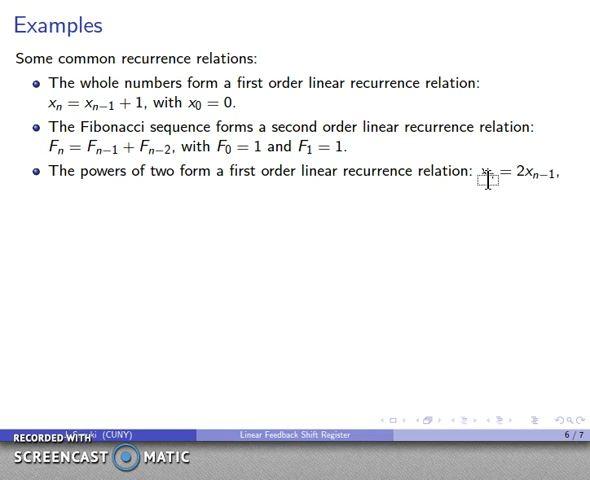 Examples
Some common recurrence relations:
The whole numbers form a first order linear recurrence relation:
xₙ = xₙ₋₁ + 1, with x₀ = 0.
The Fibonacci sequence forms a second order linear recurrence relation:
Fₙ = Fₙ₋₁ + Fₙ₋₂, with F₀ = 1 and F₁ = 1.
The powers of two form a first order linear recurrence relation: = 2xₙ₋₁,
(CUNY) Linear Feedback Shift Register 6 / 7
RECORDED WITH
SCREENCAST MATIC